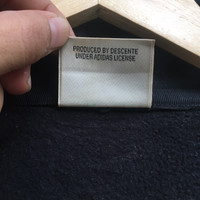 PRODUCED BY DESCENTE
UNDER ADIDAS LICENSE